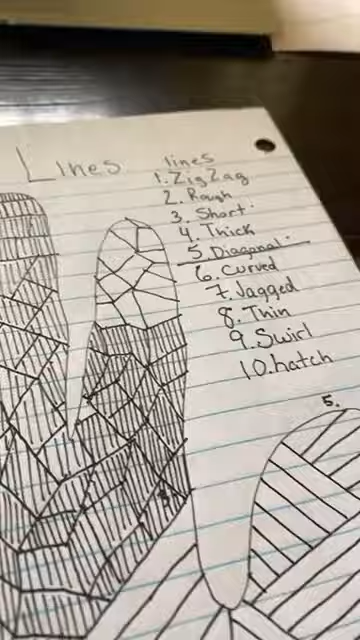 Lines
lines
1. ZigZag
2. Rough
3. Short
4. Thick
5. Diagonal
6. Curved
7. Jagged
8. Thin
9. Swirl
10. hatch
5.